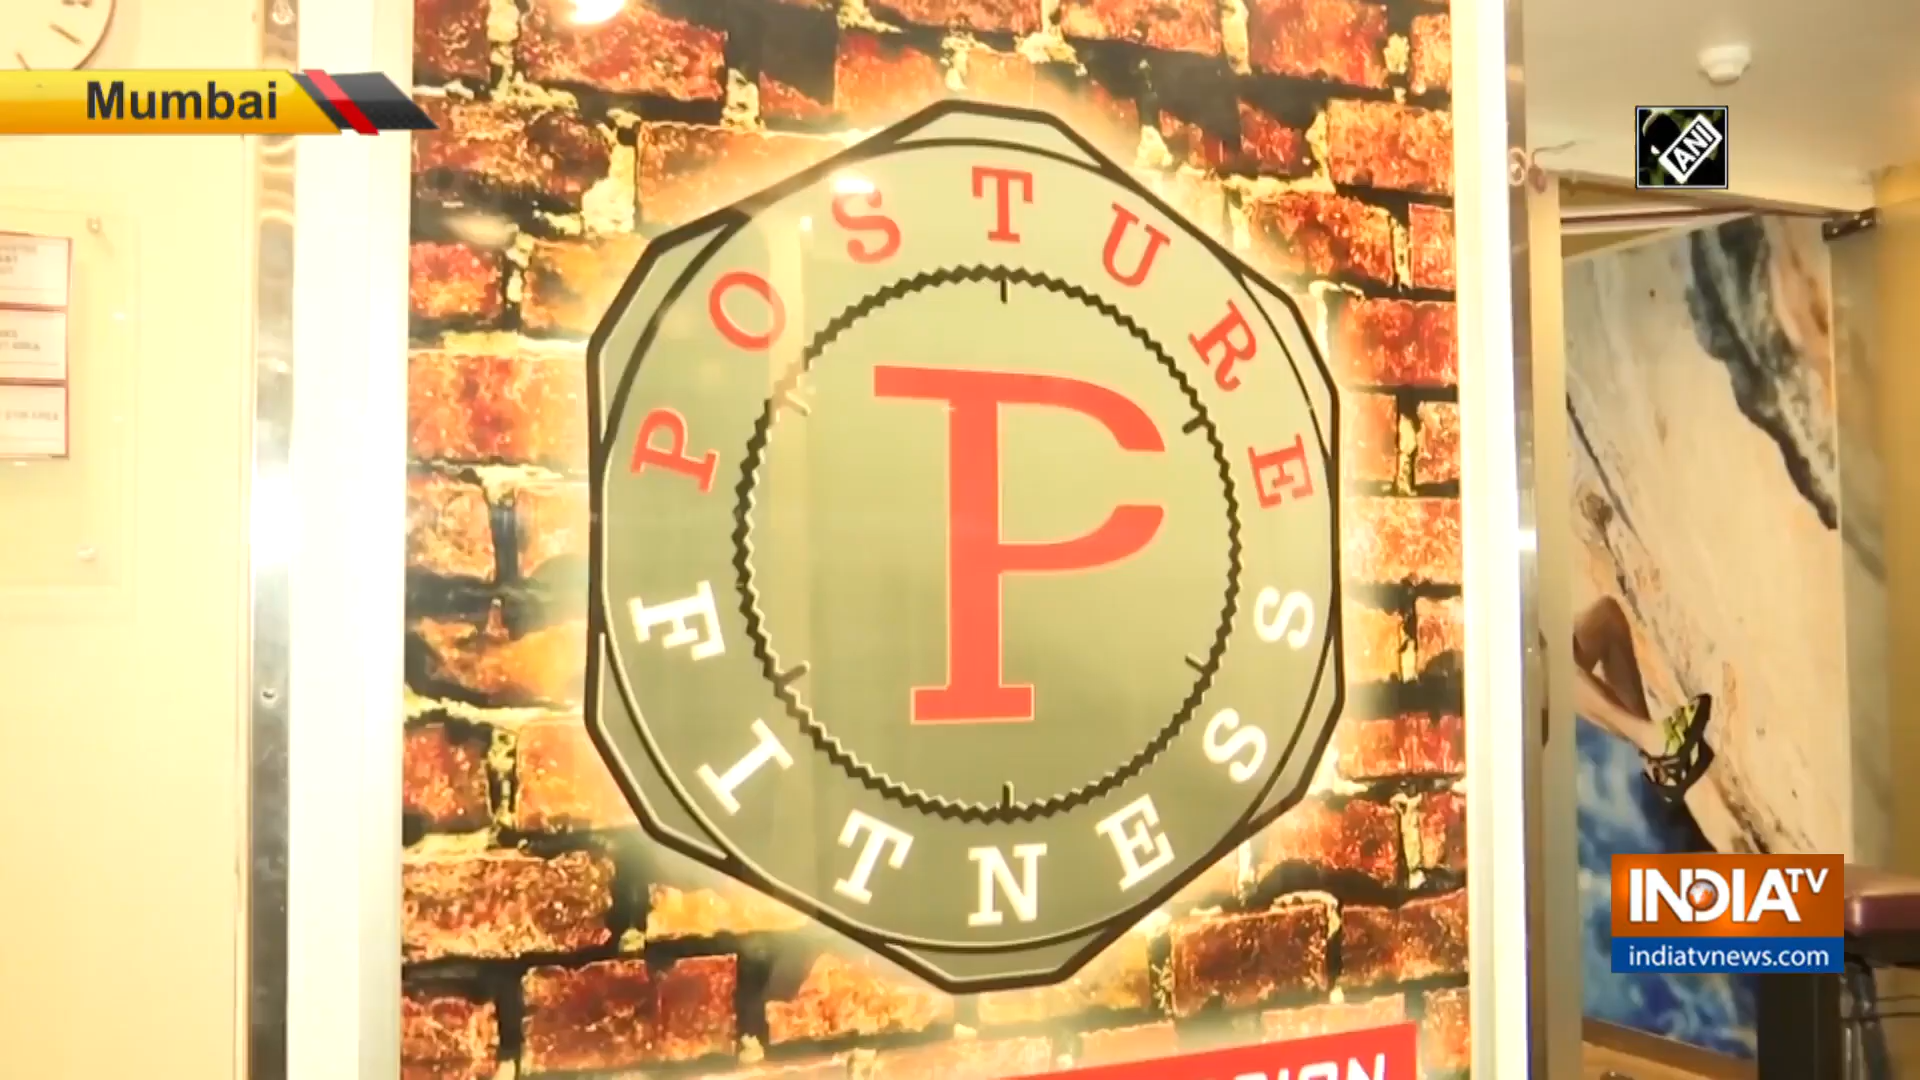 Mumbai
ANI
POSTURE
P
FITNESS
INDIA TV
indiatvnews.com